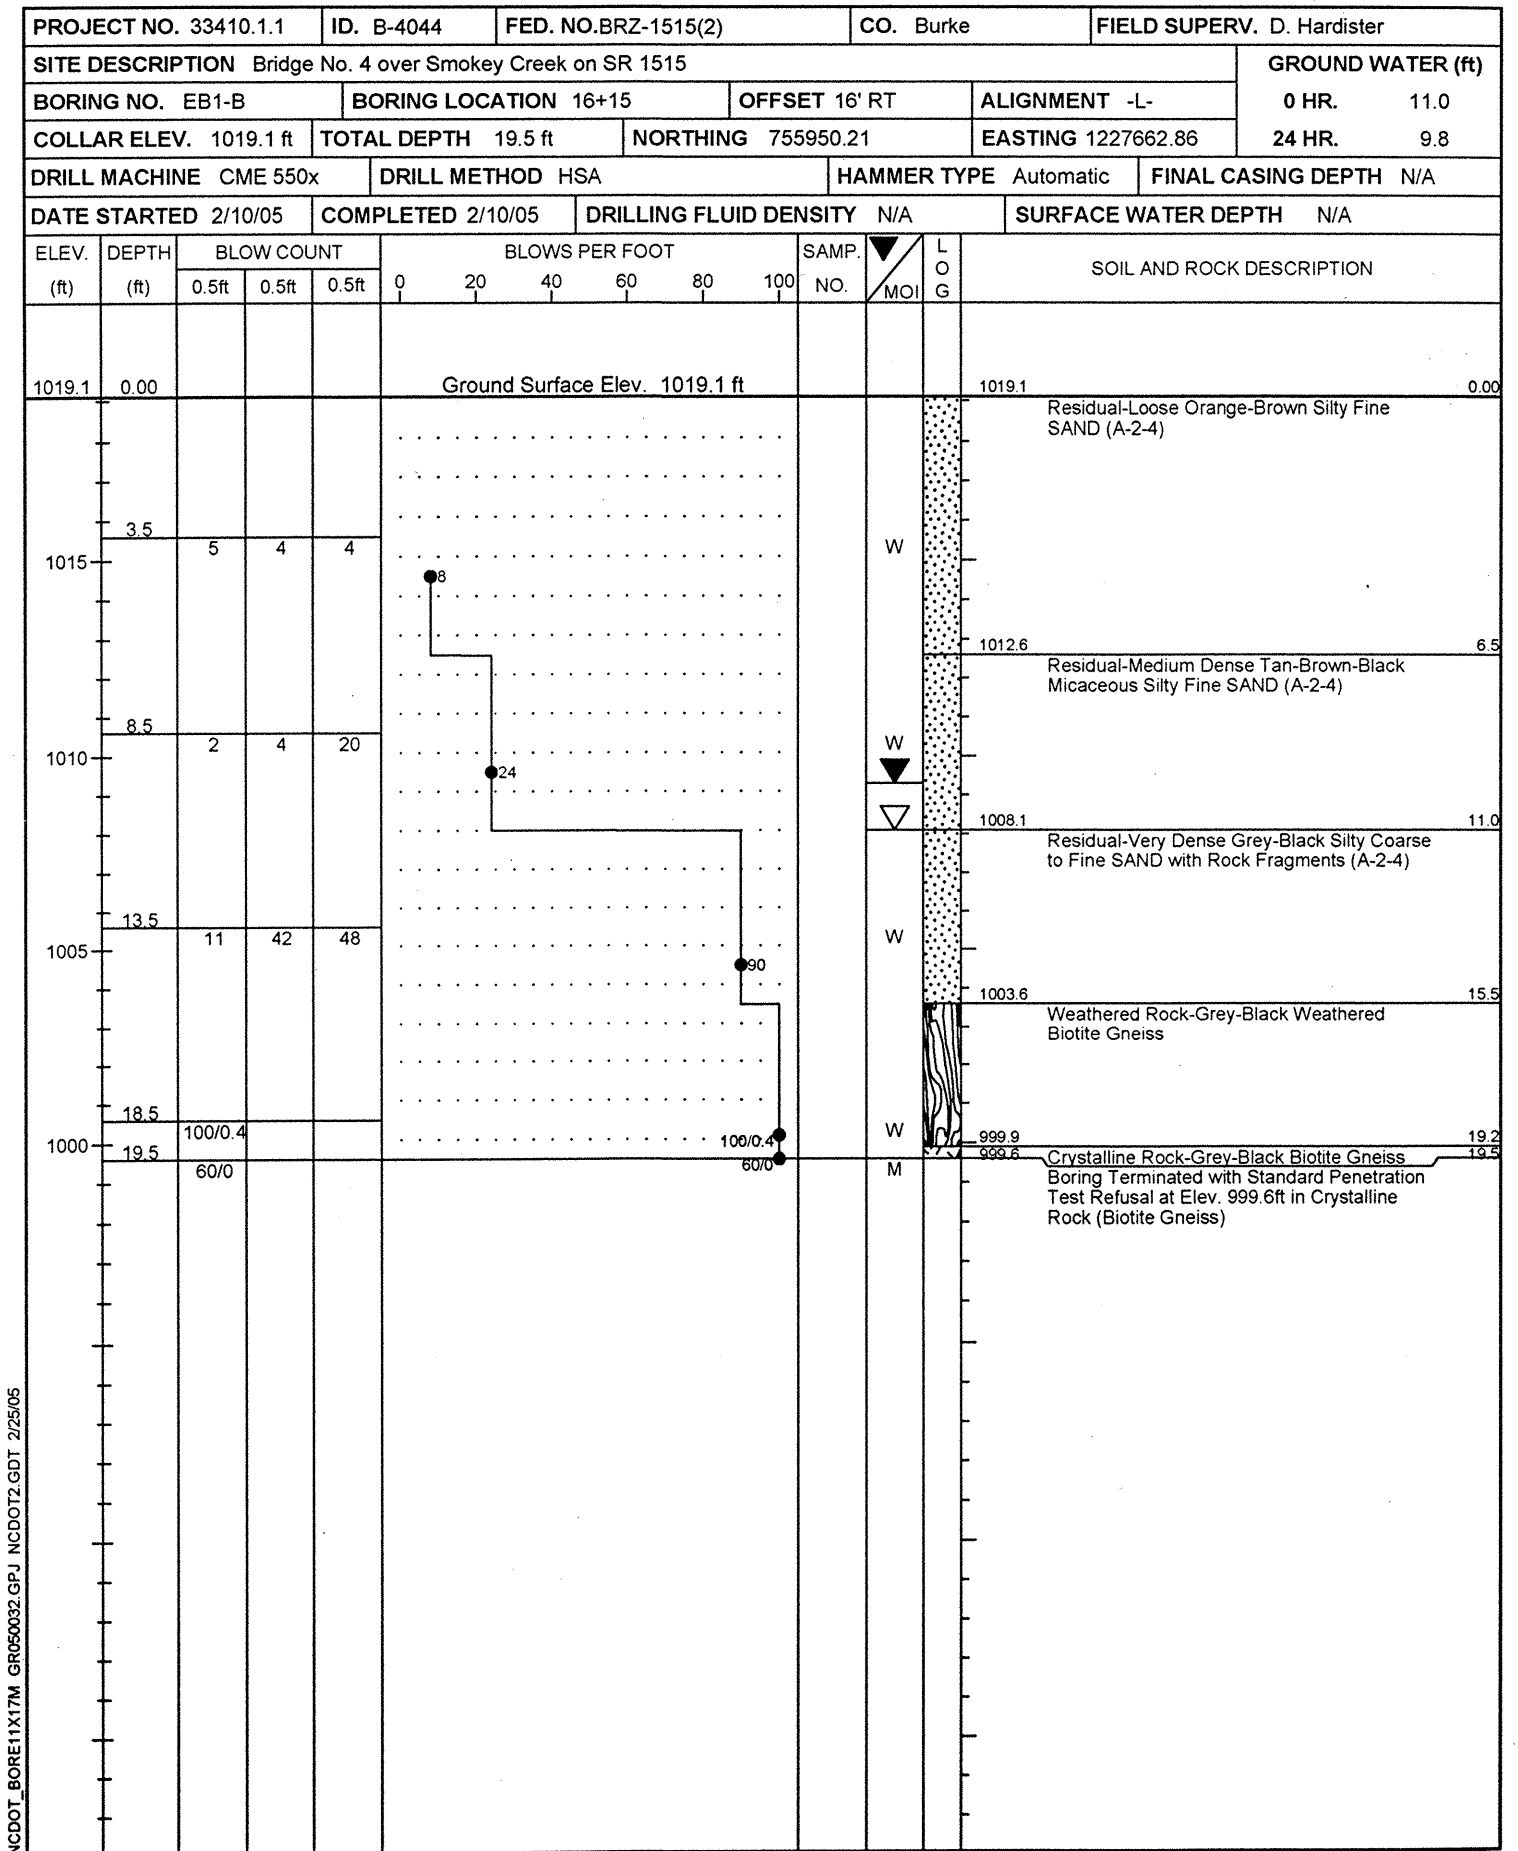 PROJECT NO. 33410.1.1 ID. B-4044 FED. NO.BRZ-1515(2) CO. Burke FIELD SUPERV. D. Hardister
SITE DESCRIPTION Bridge No. 4 over Smokey Creek on SR 1515 GROUND WATER (ft)
BORING NO. EB1-B BORING LOCATION 16+15 OFFSET 16' RT ALIGNMENT -L- 0 HR. 11.0
COLLAR ELEV. 1019.1 ft TOTAL DEPTH 19.5 ft NORTHING 755950.21 EASTING 1227662.86 24 HR. 9.8
DRILL MACHINE CME 550x DRILL METHOD HSA HAMMER TYPE Automatic FINAL CASING DEPTH N/A
DATE STARTED 2/10/05 COMPLETED 2/10/05 DRILLING FLUID DENSITY N/A SURFACE WATER DEPTH N/A
ELEV. (ft) DEPTH (ft) BLOW COUNT BLOWS PER FOOT SAMP. NO. MOI LOG SOIL AND ROCK DESCRIPTION
0.5ft 0.5ft 0.5ft 0 20 40 60 80 100
1019.1 0.00 Ground Surface Elev. 1019.1 ft 1019.1 0.00
Residual-Loose Orange-Brown Silty Fine
SAND (A-2-4)
3.5
5 4 4 W
1015
8
1012.6 6.5
Residual-Medium Dense Tan-Brown-Black
Micaceous Silty Fine SAND (A-2-4)
8.5
2 4 20 W
1010
24
1008.1 11.0
Residual-Very Dense Grey-Black Silty Coarse
to Fine SAND with Rock Fragments (A-2-4)
13.5
11 42 48 W
1005
90
1003.6 15.5
Weathered Rock-Grey-Black Weathered
Biotite Gneiss
18.5
100/0.4 W
100/0.4 999.9 19.2
1000
19.5 999.6 Crystalline Rock-Grey-Black Biotite Gneiss 19.5
60/0 60/0 M
Boring Terminated with Standard Penetration
Test Refusal at Elev. 999.6ft in Crystalline
Rock (Biotite Gneiss)
NCDOT_BORE11X17M GR050032.GPJ NCDOT2.GDT 2/25/05